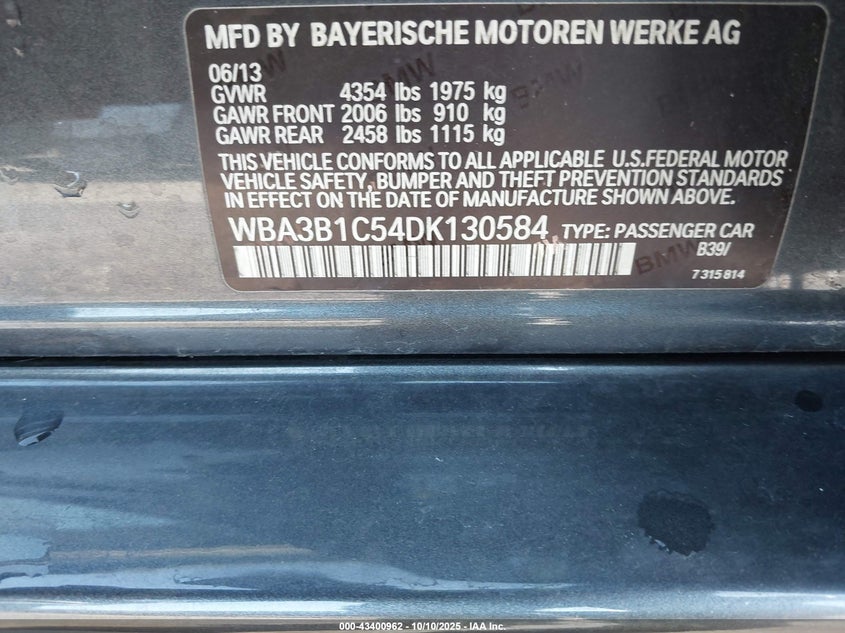 MFD BY BAYERISCHE MOTOREN WERKE AG
06/13
GVWR 4354 lbs 1975 kg
GAWR FRONT 2006 lbs 910 kg
GAWR REAR 2458 lbs 1115 kg
THIS VEHICLE CONFORMS TO ALL APPLICABLE U.S.FEDERAL MOTOR
VEHICLE SAFETY, BUMPER AND THEFT PREVENTION STANDARDS
IN EFFECT ON THE DATE OF MANUFACTURE SHOWN ABOVE.
WBA3B1C54DK130584 TYPE: PASSENGER CAR
B39/
BMW
7 315 814
000-43400962 - 10/10/2025 - IAA Inc.